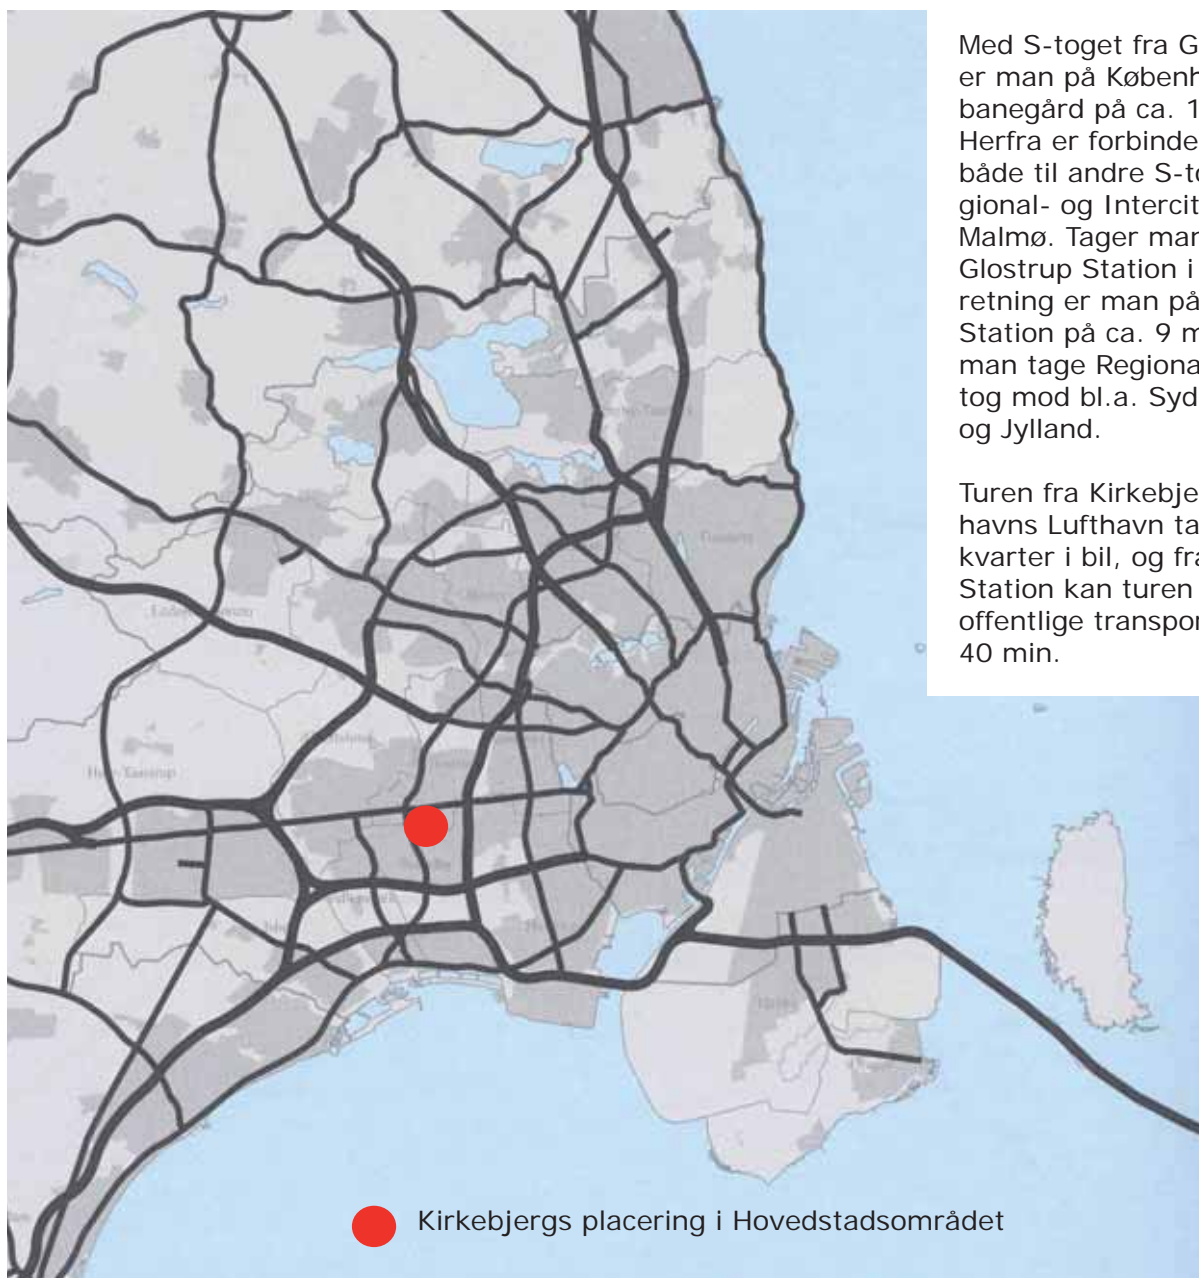 Med S-toget fra G
er man på Københ
banegård på ca. 1
Herfra er forbinde
både til andre S-to
gional- og Intercit
Malmø. Tager mar
Glostrup Station i
retning er man på
Station på ca. 9 m
man tage Regiona
tog mod bl.a. Syd
og Jylland.
Turen fra Kirkebje
havns Lufthavn ta
kvarter i bil, og fra
Station kan turen
offentlige transpor
40 min.
Kirkebjergs placering i Hovedstadsområdet